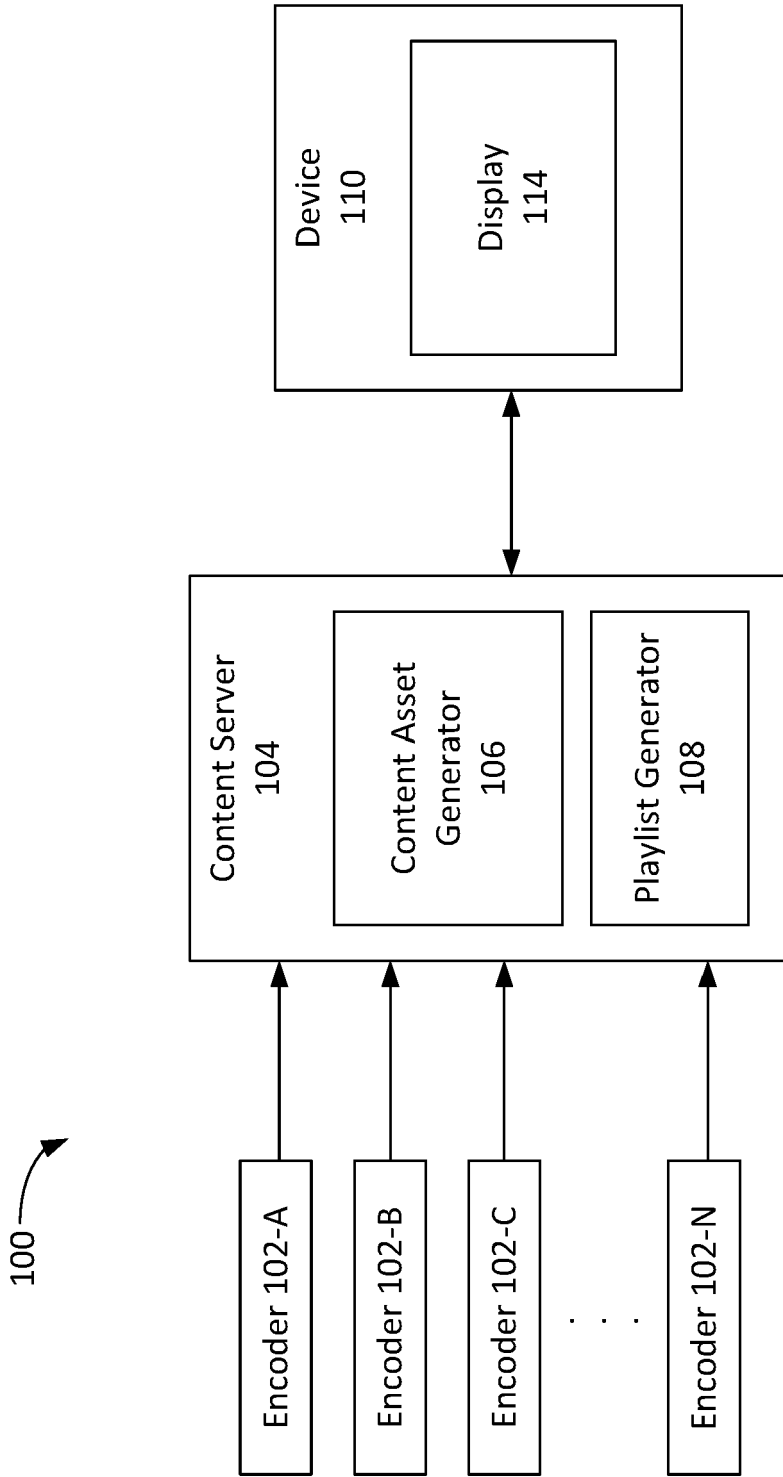 100
Encoder 102-A
Encoder 102-B
Encoder 102-C
. . .
Encoder 102-N
Content Server
104
Content Asset
Generator
106
Playlist Generator
108
Device
110
Display
114